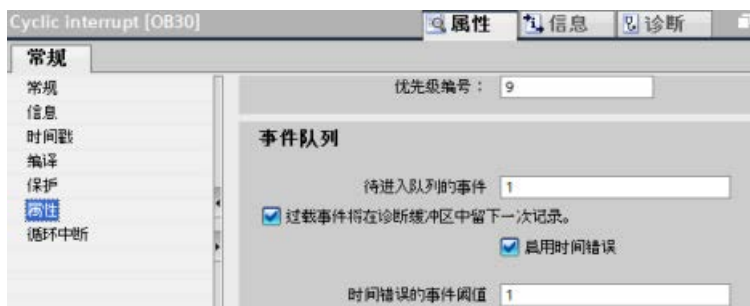 Cyclic interrupt [OB30]
属性 信息 诊断
常规
常规
信息
时间戳
编译
保护
属性
循环中断
优先级编号： 9
事件队列
待进入队列的事件 1
过载事件将在诊断缓冲区中留下一次记录。
启用时间错误
时间错误的事件阈值 1